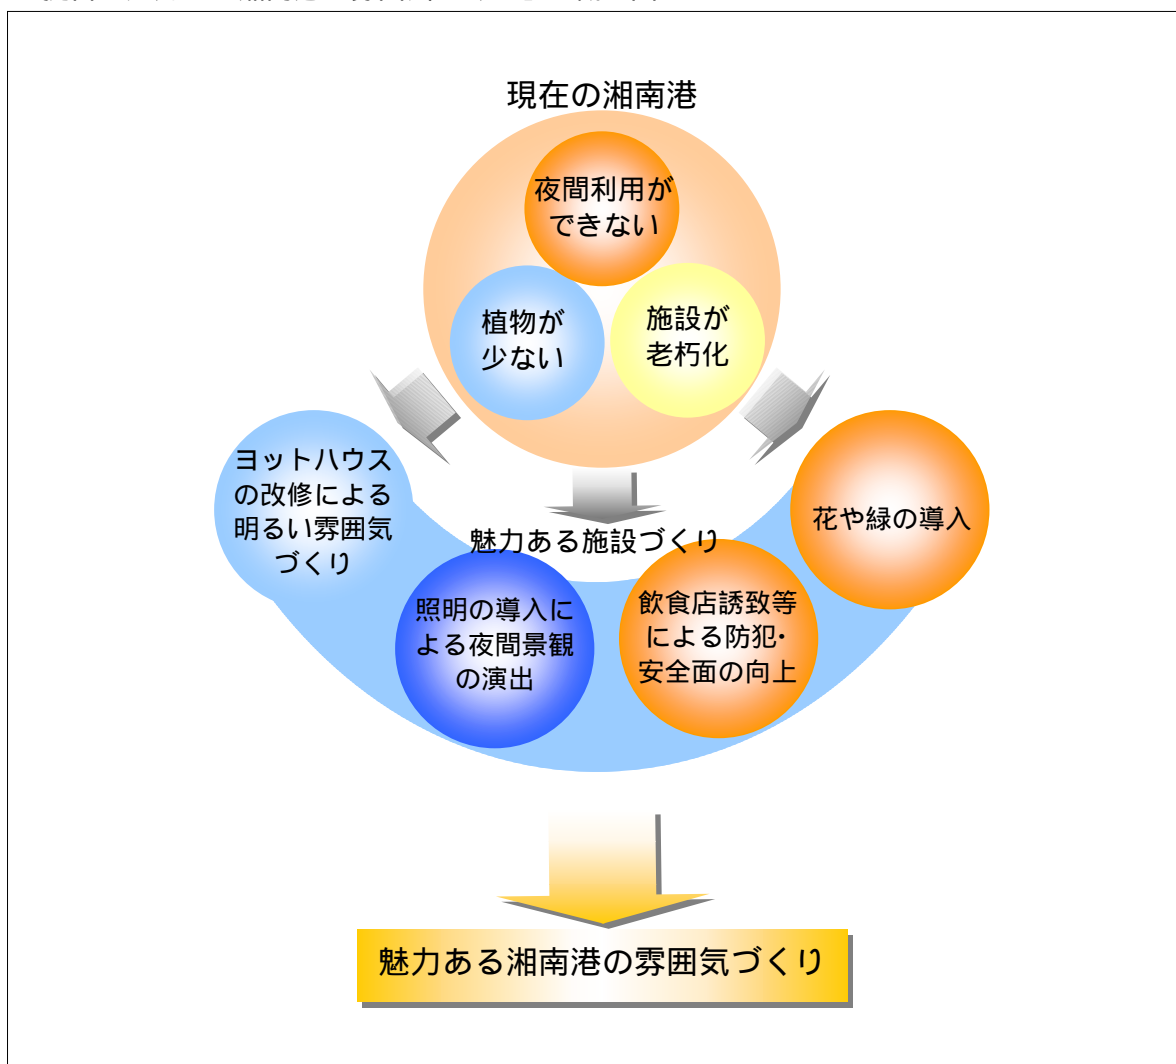 現在の湘南港
夜間利用が
できない
植物が
少ない
施設が
老朽化
ヨットハウス
の改修による
明るい雰囲気
づくり
魅力ある施設づくり
花や緑の導入
照明の導入に
よる夜間景観
の演出
飲食店誘致等
による防犯・
安全面の向上
魅力ある湘南港の雰囲気づくり